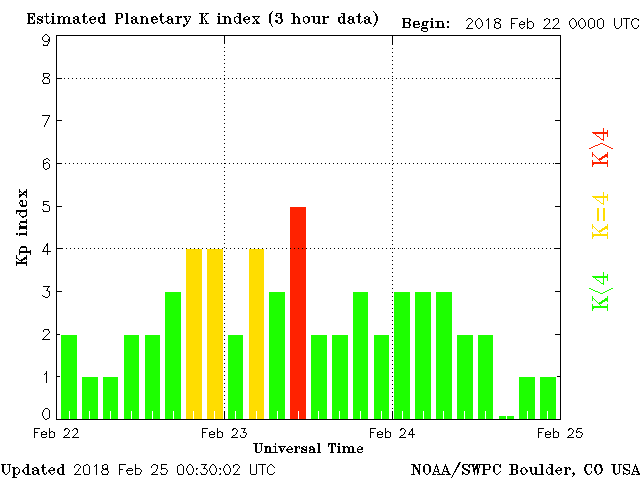 Estimated Planetary K index (3 hour data) Begin: 2018 Feb 22 0000 UTC
9
8
7
6
5
4
3
2
1
0
Kp index
K>4
K=4
K<4
Feb 22 Feb 23 Feb 24 Feb 25
Universal Time
Updated 2018 Feb 25 00:30:02 UTC NOAA/SWPC Boulder, CO USA